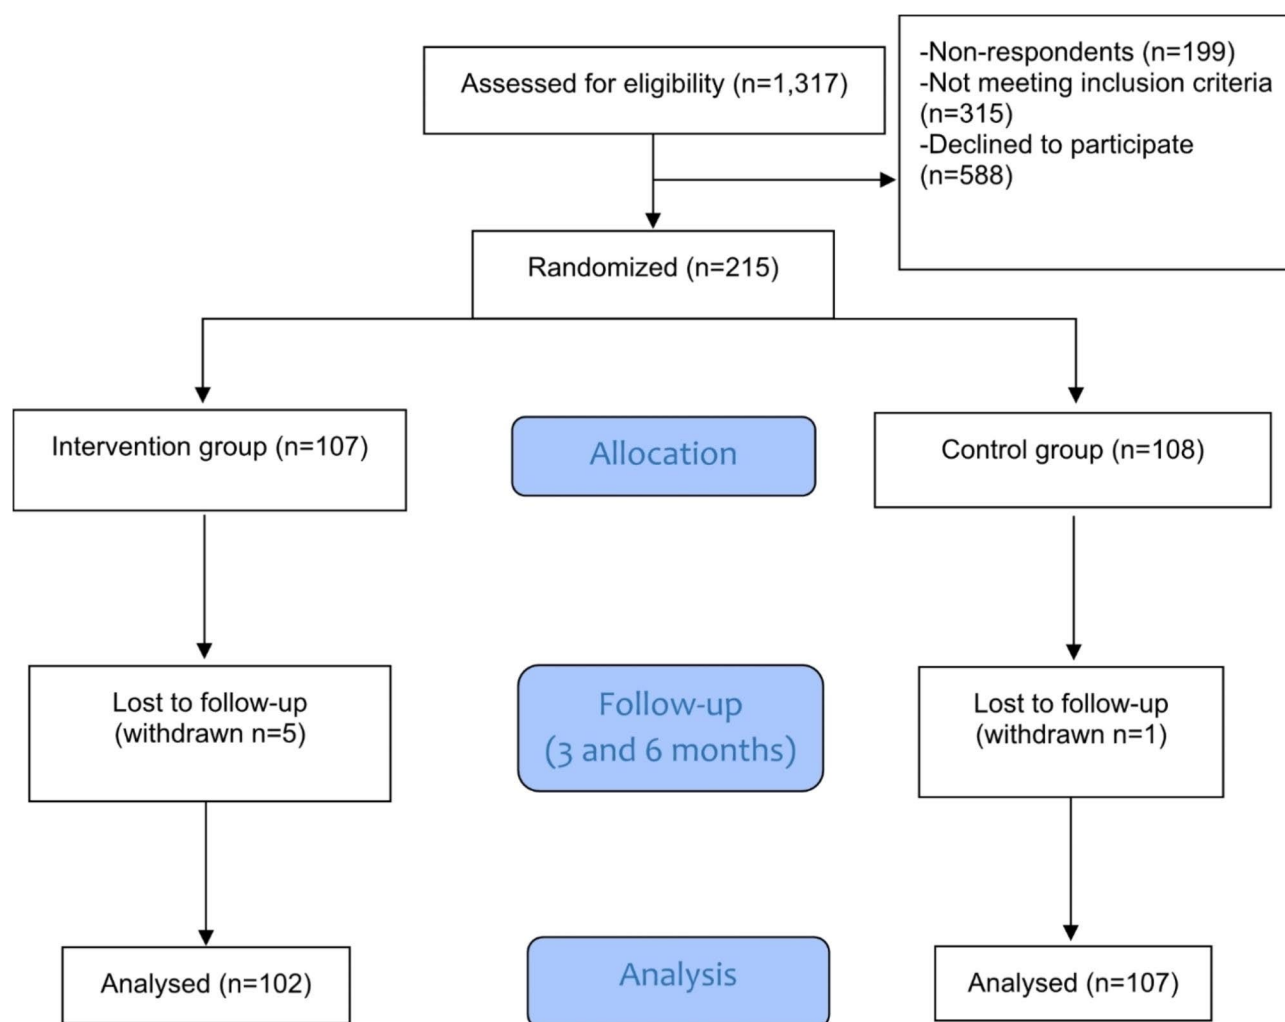 Assessed for eligibility (n=1,317)
-Non-respondents (n=199)
-Not meeting inclusion criteria
(n=315)
-Declined to participate
(n=588)
Randomized (n=215)
Intervention group (n=107)
Allocation
Control group (n=108)
Lost to follow-up
(withdrawn n=5)
Follow-up
(3 and 6 months)
Lost to follow-up
(withdrawn n=1)
Analysed (n=102)
Analysis
Analysed (n=107)